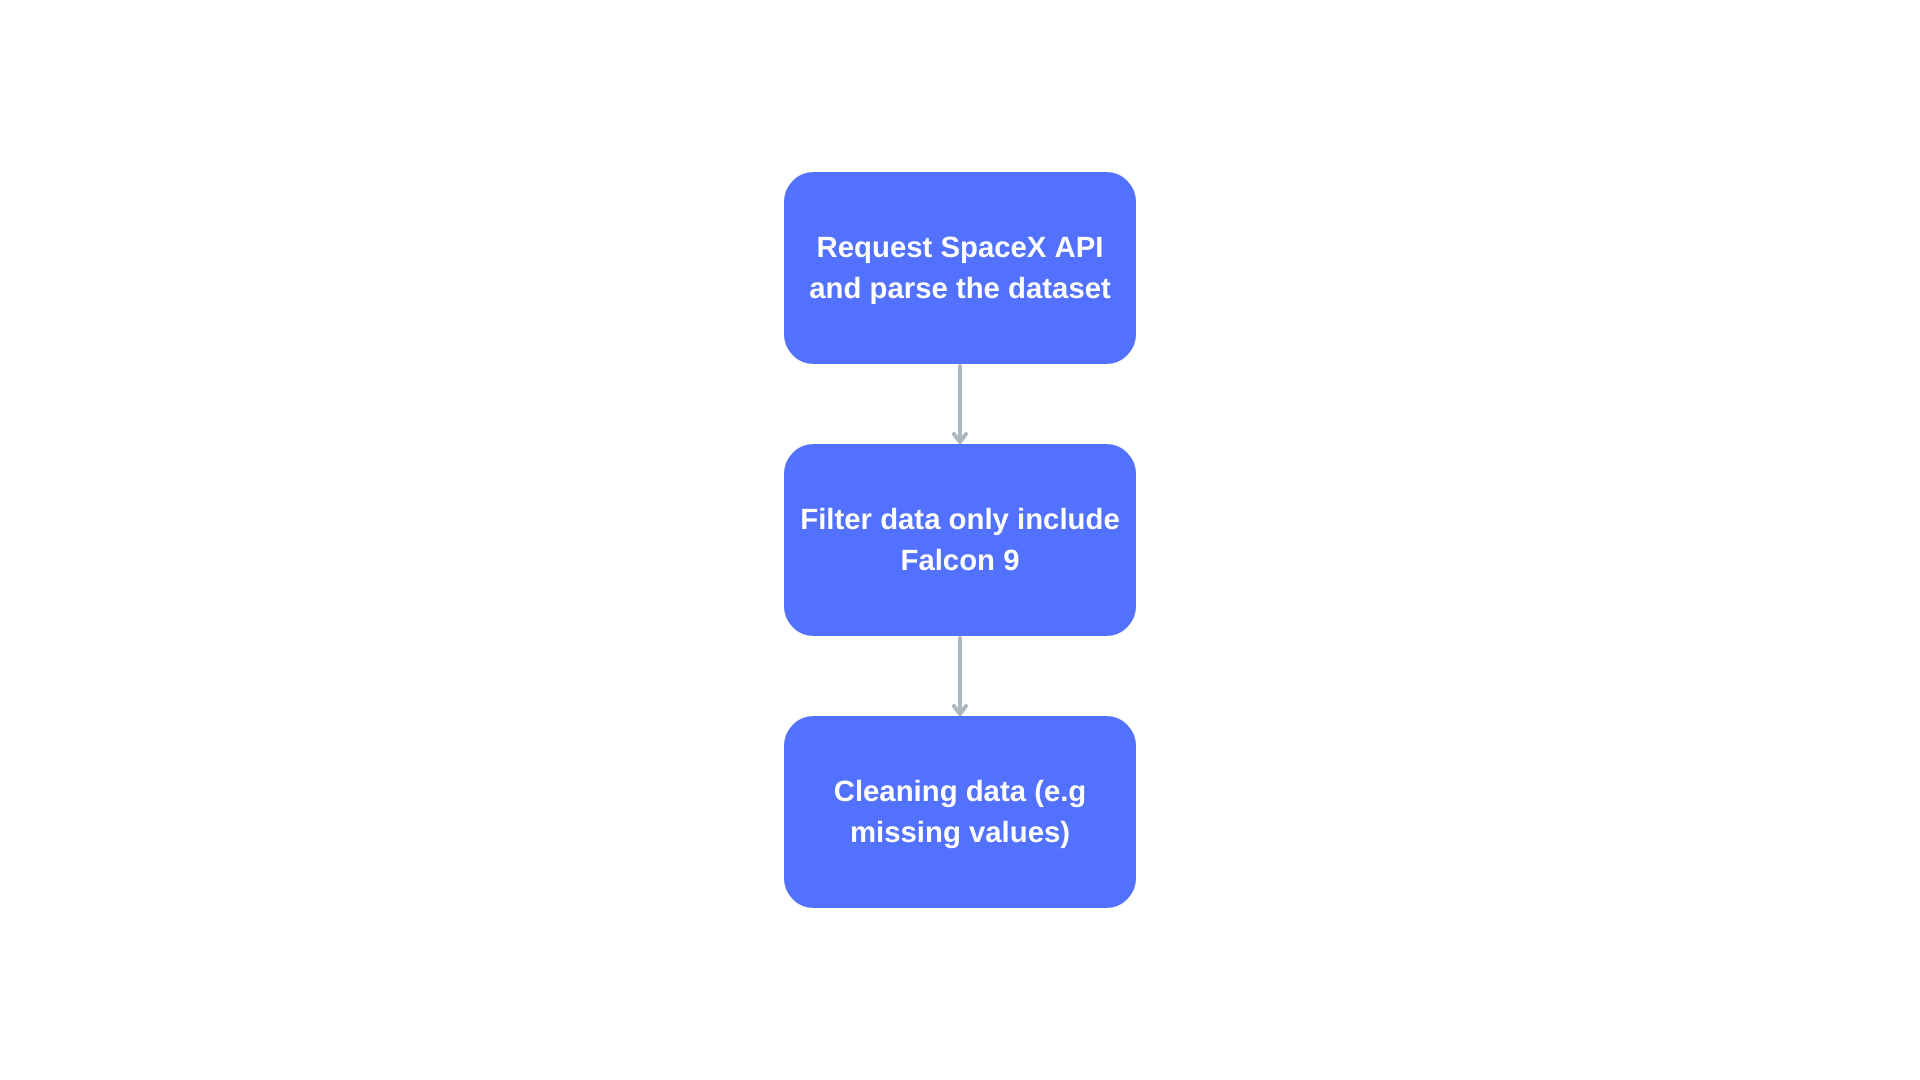 Request SpaceX API
and parse the dataset
Filter data only include
Falcon 9
Cleaning data (e.g
missing values)